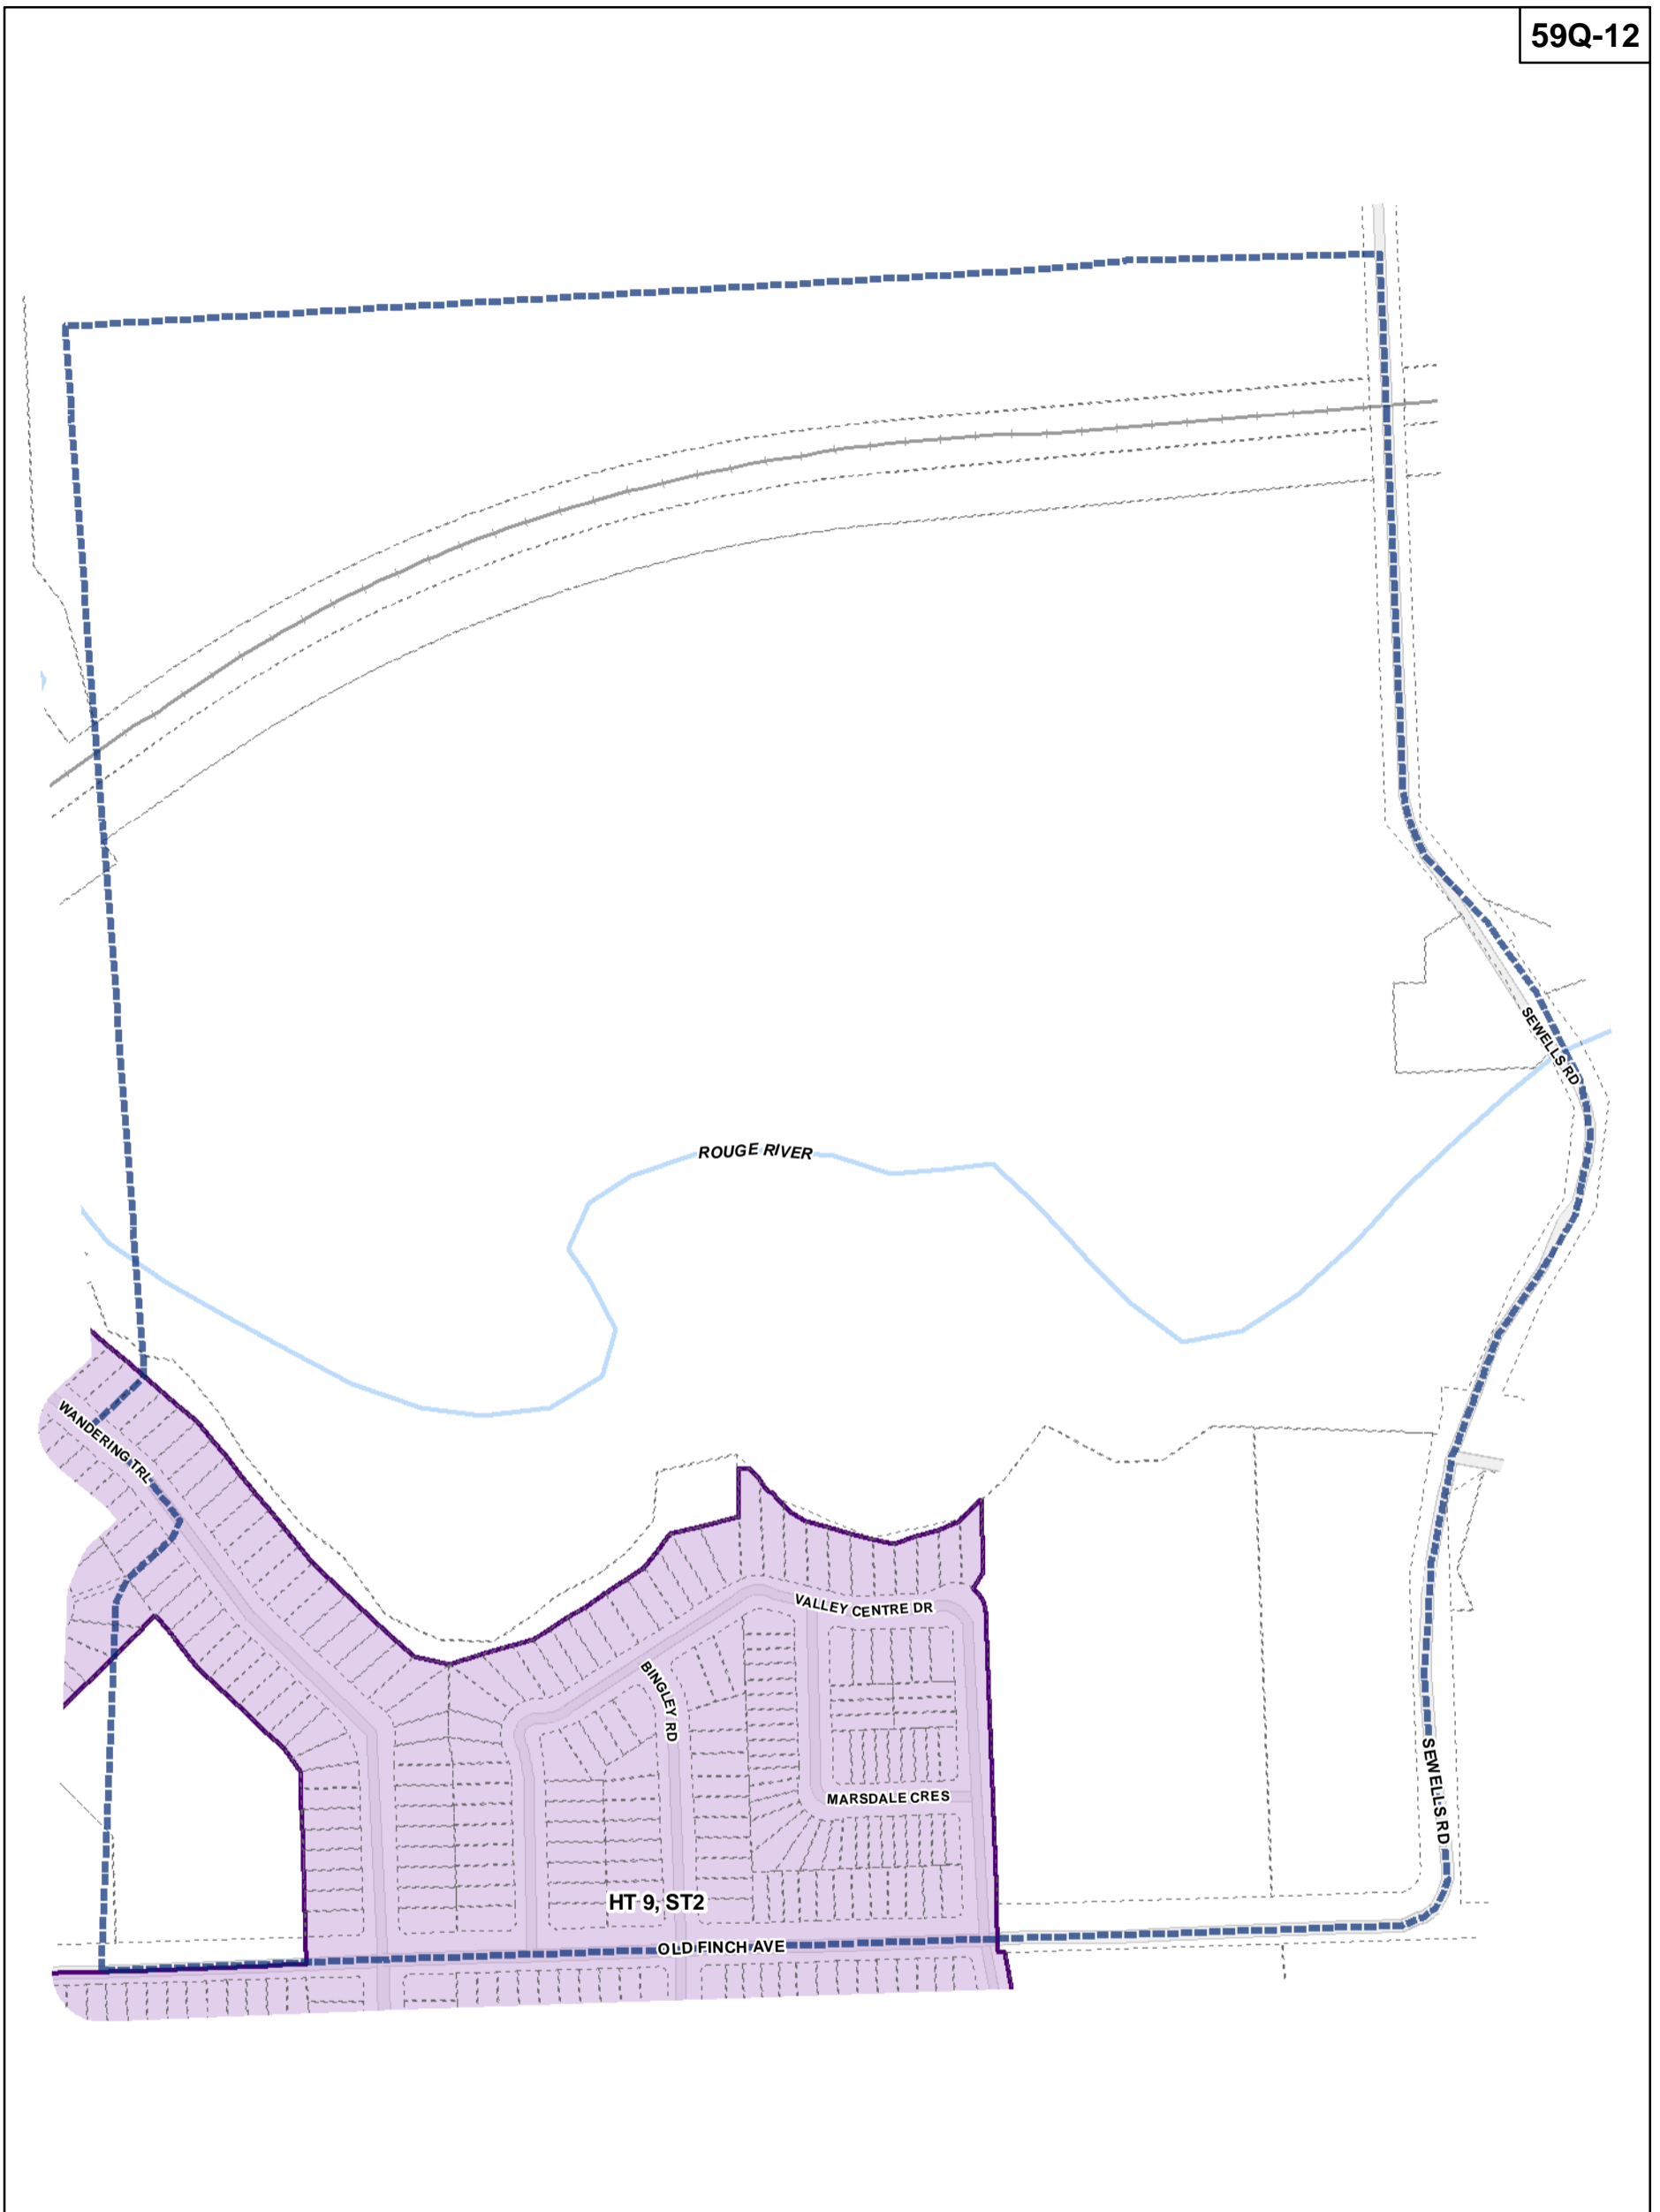 59Q-12
SEWELLS RD
ROUGE RIVER
WANDERING TRL
VALLEY CENTRE DR
BINGLEY RD
SEWELLS RD
MARSDALE CRES
HT 9, ST2
OLD FINCH AVE